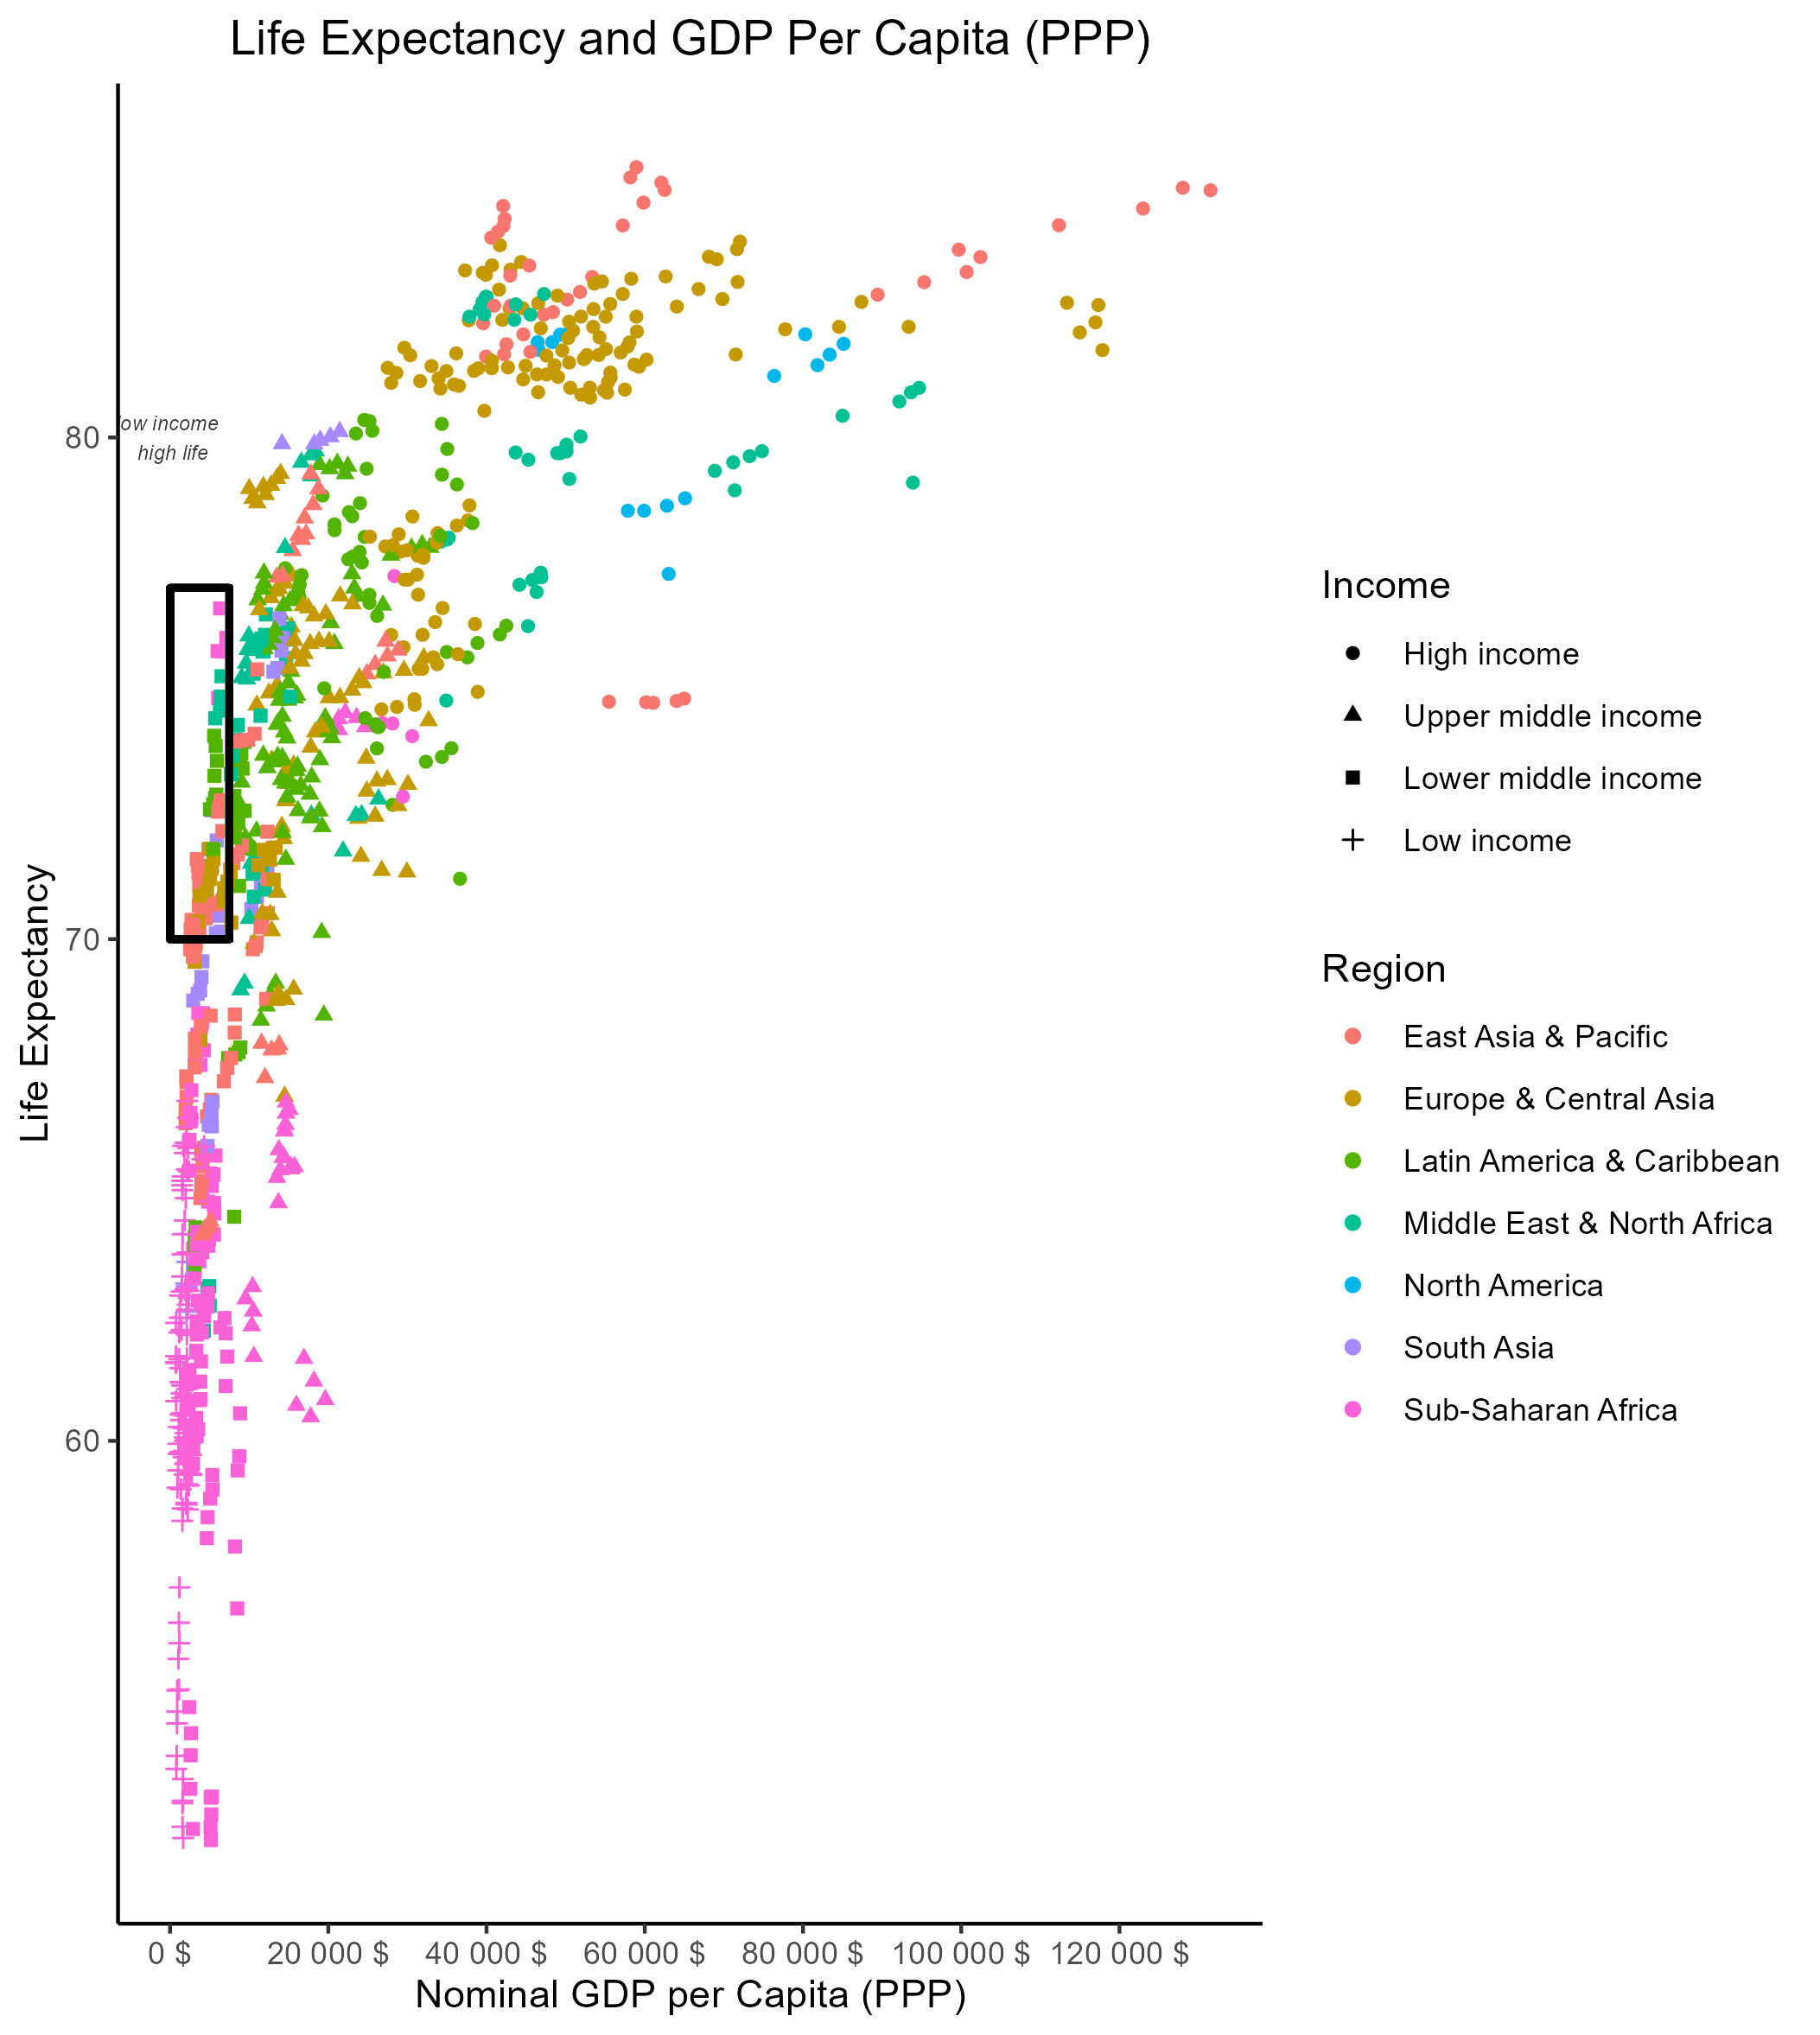 Life Expectancy and GDP Per Capita (PPP)
Life Expectancy
80
70
60
low income
high life
0 $
20 000 $
40 000 $
60 000 $
80 000 $
100 000 $
120 000 $
Nominal GDP per Capita (PPP)
Income
High income
Upper middle income
Lower middle income
Low income
Region
East Asia & Pacific
Europe & Central Asia
Latin America & Caribbean
Middle East & North Africa
North America
South Asia
Sub-Saharan Africa